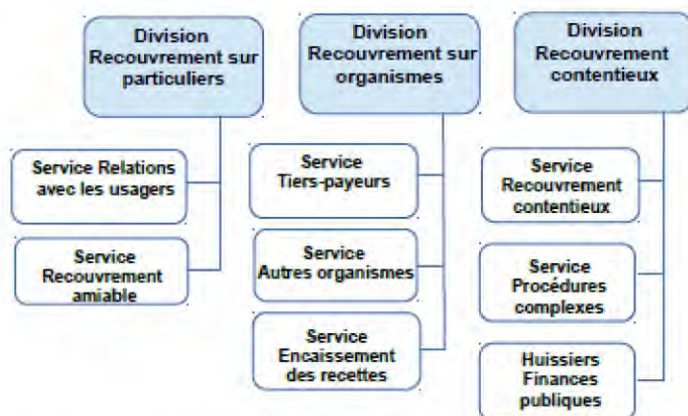 Division
Recouvrement sur
particuliers
Service Relations
avec les usagers
Service
Recouvrement
amiable
Division
Recouvrement sur
organismes
Service
Tiers-payeurs
Service
Autres organismes
Service
Encaissement
des recettes
Division
Recouvrement
contentieux
Service
Recouvrement
contentieux
Service
Procédures
complexes
Huissiers
Finances
publiques